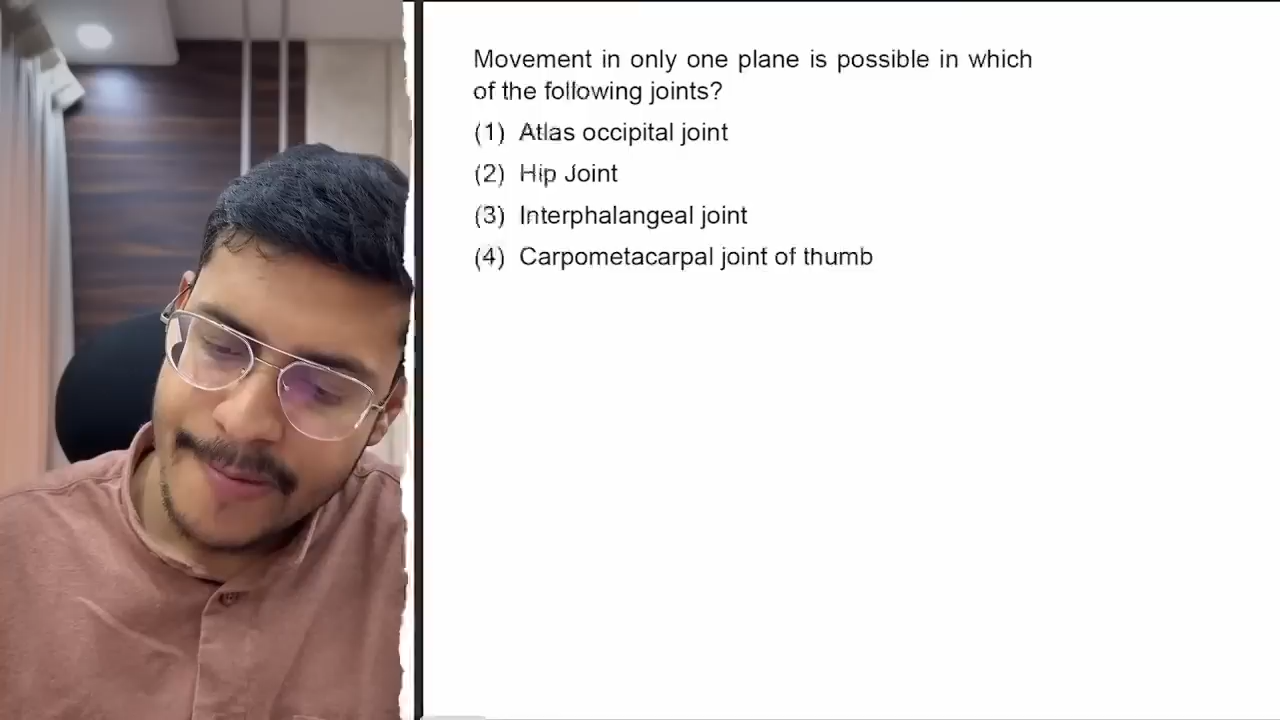 Movement in only one plane is possible in which
of the following joints?
(1) Atlas occipital joint
(2) Hip Joint
(3) Interphalangeal joint
(4) Carpometacarpal joint of thumb